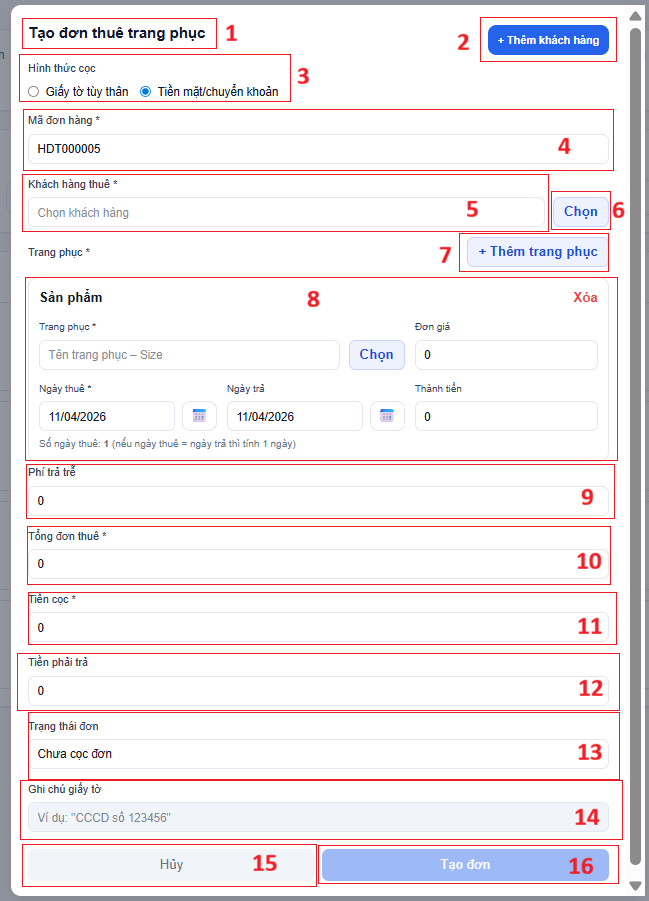 Tạo đơn thuê trang phục 1
2 + Thêm khách hàng
Hình thức cọc 3
Giấy tờ tùy thân Tiền mặt/chuyển khoản
Mã đơn hàng *
HDT000005 4
Khách hàng thuê *
Chọn khách hàng 5 Chọn 6
Trang phục * 7 + Thêm trang phục
Sản phẩm 8 Xóa
Trang phục * Đơn giá
Tên trang phục – Size Chọn 0
Ngày thuê * Ngày trả Thành tiền
11/04/2026 11/04/2026 0
Số ngày thuê: 1 (nếu ngày thuê = ngày trả thì tính 1 ngày)
Phí trả trễ
0 9
Tổng đơn thuê *
0 10
Tiền cọc *
0 11
Tiền phải trả
0 12
Trạng thái đơn
Chưa cọc đơn 13
Ghi chú giấy tờ
Ví dụ: "CCCD số 123456" 14
Hủy 15 Tạo đơn 16